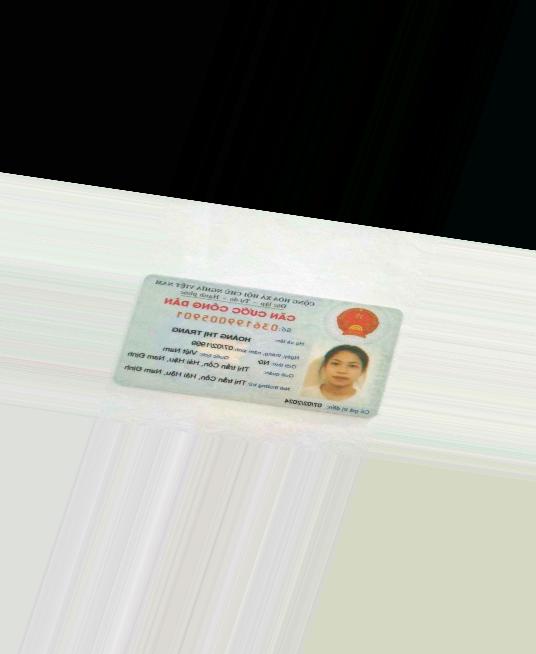 CỘNG HÒA XÃ HỘI CHỦ NGHĨA VIỆT NAM
Độc lập - Tự do - Hạnh phúc
CĂN CƯỚC CÔNG DÂN
Số: 036199005901
Họ và tên:
HOÀNG THỊ TRANG
Ngày, tháng, năm sinh: 07/02/1999
Giới tính: Nữ Quốc tịch: Việt Nam
Quê quán: Thị trấn Cồn, Hải Hậu, Nam Định
Nơi thường trú: Thị trấn Cồn, Hải Hậu, Nam Định
Có giá trị đến: 07/02/2024